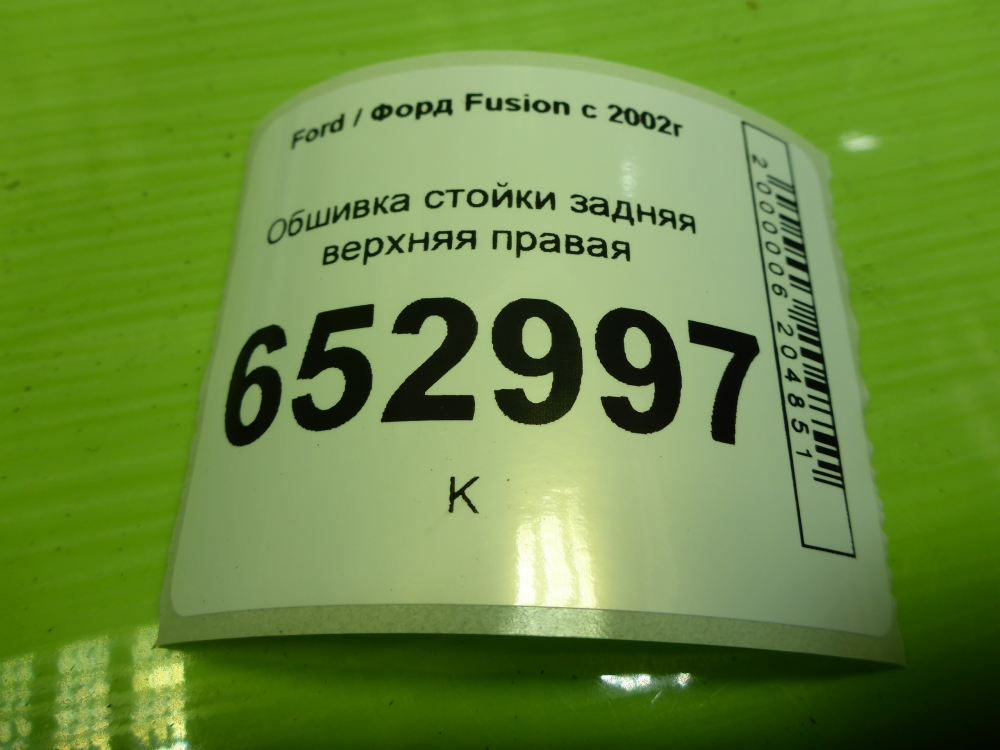 Ford / Форд Fusion с 2002г
Обшивка стойки задняя
верхняя правая
652997
К
2000006204851